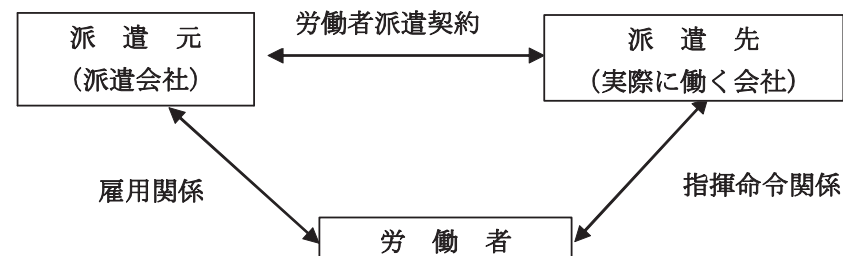 労働者派遣契約
派　遣　元
（派遣会社）
派　遣　先
（実際に働く会社）
雇用関係
指揮命令関係
労　働　者